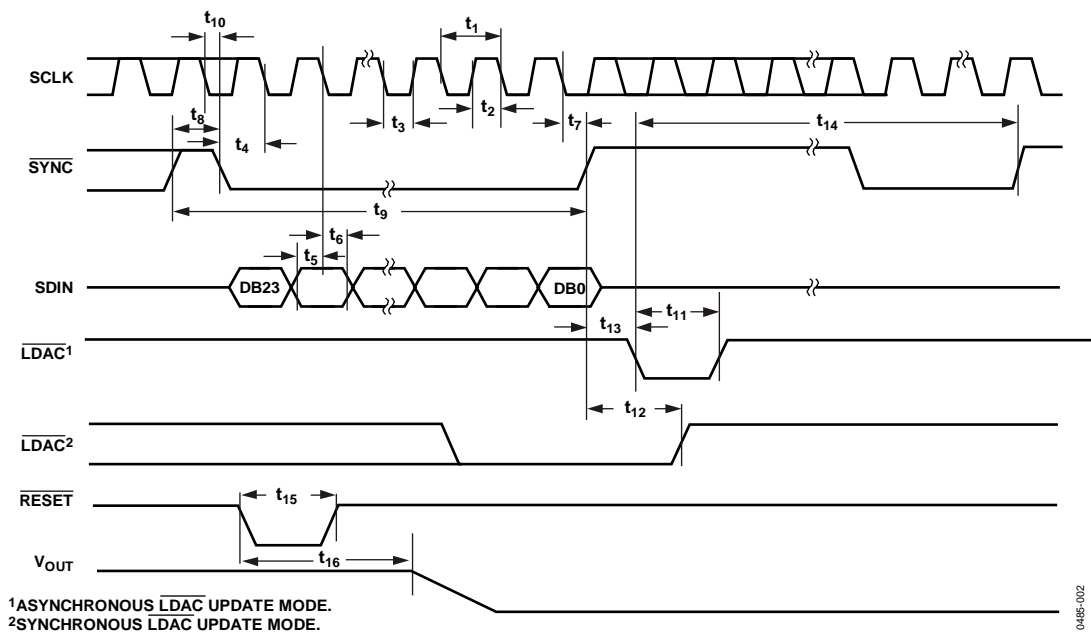 t10
t1
SCLK
t8
t4
t3
t2
t7
t14
SYNC
t9
t6
t5
SDIN
DB23
DB0
t13
t11
LDAC1
t12
LDAC2
RESET
t15
t16
VOUT
1ASYNCHRONOUS LDAC UPDATE MODE.
2SYNCHRONOUS LDAC UPDATE MODE.
0485-002